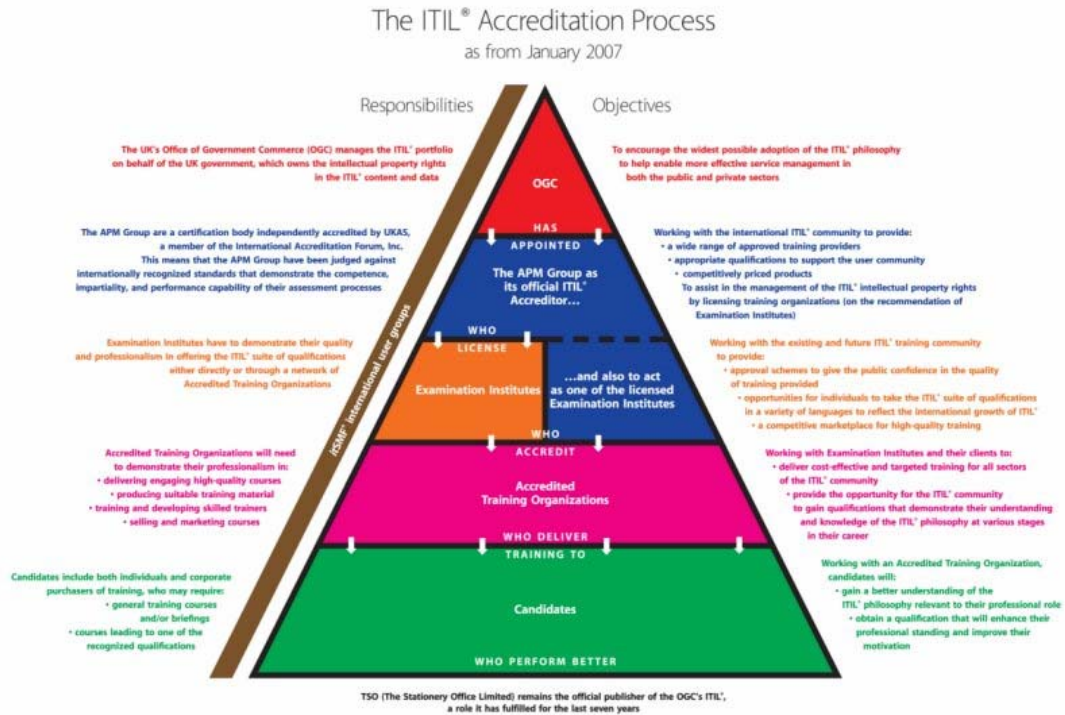 The ITIL® Accreditation Process
as from January 2007
Responsibilities
Objectives
The UK's Office of Government Commerce (OGC) manages the ITIL® portfolio
on behalf of the UK government, which owns the intellectual property rights
in the ITIL® content and data
OGC
To encourage the widest possible adoption of the ITIL® philosophy
to help enable more effective service management in
both the public and private sectors
HAS
APPOINTED
The APM Group are a certification body independently accredited by UKAS,
a member of the International Accreditation Forum, Inc.
This means that the APM Group have been judged against
internationally recognized standards that demonstrate the competence,
impartiality, and performance capability of their assessment processes
The APM Group as
its official ITIL®
Accreditor...
Working with the international ITIL® community to provide:
• a wide range of approved training providers
• appropriate qualifications to support the user community
• competitively priced products
To assist in the management of the ITIL® intellectual property rights
by licensing training organizations (on the recommendation of
Examination Institutes)
WHO
LICENSE
itSMF® international user groups
Examination Institutes have to demonstrate their quality
and professionalism in offering the ITIL® suite of qualifications
either directly or through a network of
Accredited Training Organizations
Examination Institutes
...and also to act
as one of the licensed
Examination Institutes
Working with the existing and future ITIL® training community
to provide:
• approval schemes to give the public confidence in the quality
of training provided
• opportunities for individuals to take the ITIL® suite of qualifications
in a variety of languages to reflect the international growth of ITIL®
• a competitive marketplace for high-quality training
WHO
ACCREDIT
Accredited Training Organizations will need
to demonstrate their professionalism in:
• delivering engaging high-quality courses
• producing suitable training material
• training and developing skilled trainers
• selling and marketing courses
Accredited
Training Organizations
Working with Examination Institutes and their clients to:
• deliver cost-effective and targeted training for all sectors
of the ITIL® community
• provide the opportunity for the ITIL® community
to gain qualifications that demonstrate their understanding
and knowledge of the ITIL® philosophy at various stages
in their career
WHO DELIVER
TRAINING TO
Candidates include both individuals and corporate
purchasers of training, who may require:
• general training courses
and/or briefings
• courses leading to one of the
recognized qualifications
Candidates
Working with an Accredited Training Organization,
candidates will:
• gain a better understanding of the
ITIL® philosophy relevant to their professional role
• obtain a qualification that will enhance their
professional standing and improve their
motivation
WHO PERFORM BETTER
TSO (The Stationery Office Limited) remains the official publisher of the OGC's ITIL®,
a role it has fulfilled for the last seven years